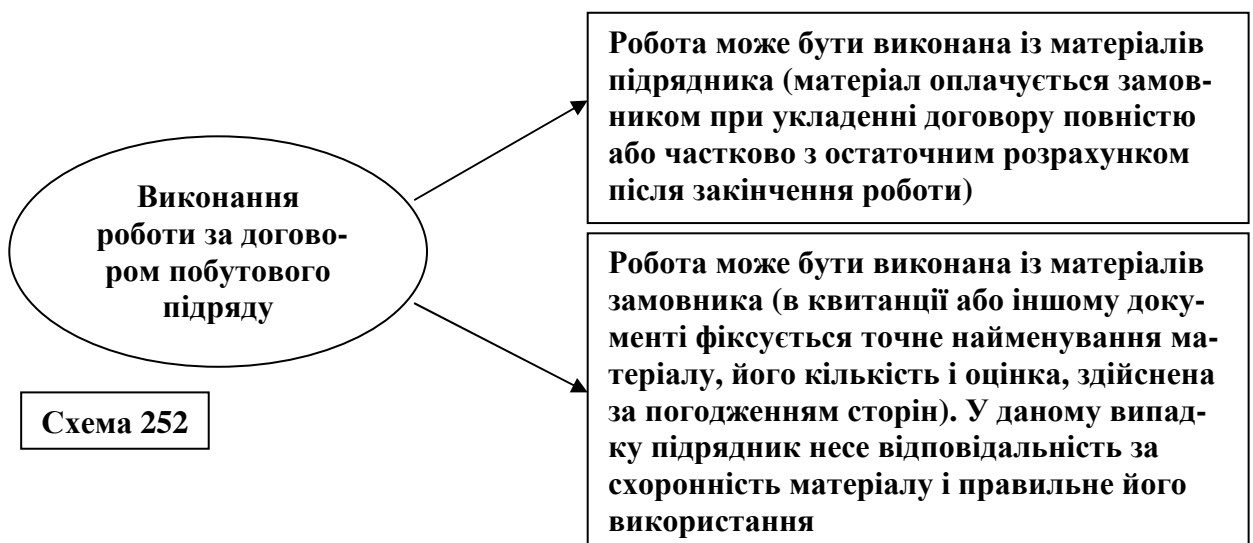 Робота може бути виконана із матеріалів
підрядника (матеріал оплачується замов-
ником при укладенні договору повністю
або частково з остаточним розрахунком
після закінчення роботи)
Виконання
роботи за догово-
ром побутового
підряду
Робота може бути виконана із матеріалів
замовника (в квитанції або іншому доку-
менті фіксується точне найменування ма-
теріалу, його кількість і оцінка, здійснена
за погодженням сторін). У даному випад-
ку підрядник несе відповідальність за
схоронність матеріалу і правильне його
використання
Схема 252